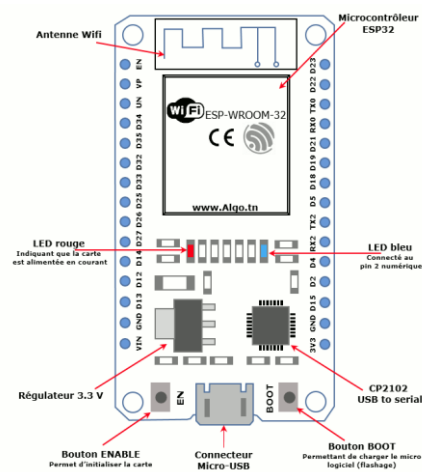 Antenne Wifi
Microcontrôleur
ESP32
EN
VP
UN
D34
D35
D32
D33
D25
D26
D27
D14
D12
D13
GND
VIN
D23
D22
TX0
RX0
D21
D19
D18
D5
TX2
RX2
D4
D2
D15
GND
3V3
WiFi
ESP-WROOM-32
CE
www.Algo.tn
LED rouge
Indiquant que la carte
est alimentée en courant
LED bleu
Connecté au
pin 2 numérique
Régulateur 3.3 V
CP2102
USB to serial
EN
BOOT
Bouton ENABLE
Permet d'initialiser la carte
Connecteur
Micro-USB
Bouton BOOT
Permettant de charger le micro
logiciel (flashage)